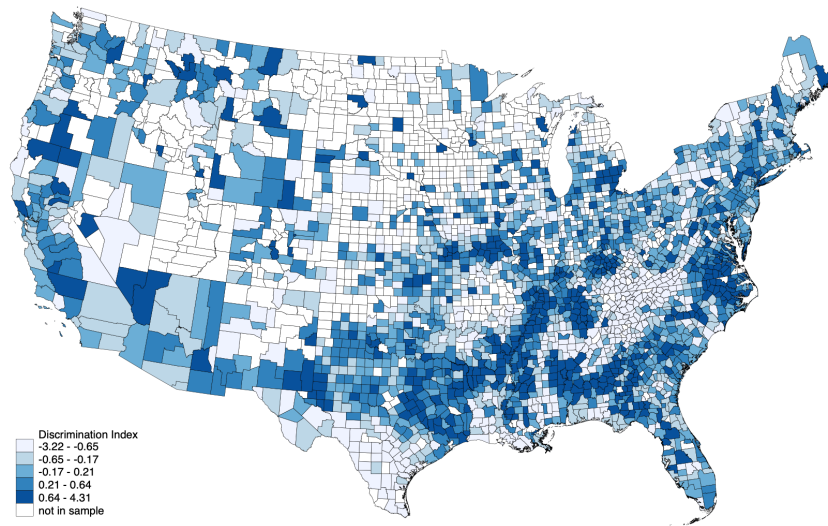 Discrimination Index
-3.22 - -0.65
-0.65 - -0.17
-0.17 - 0.21
0.21 - 0.64
0.64 - 4.31
not in sample